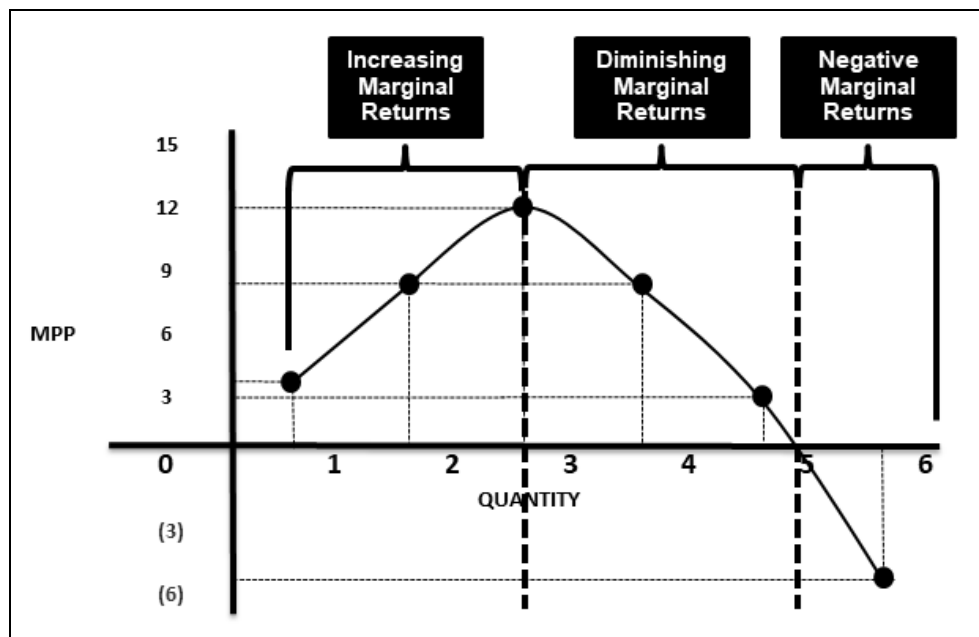 Increasing
Marginal
Returns
Diminishing
Marginal
Returns
Negative
Marginal
Returns
15
12
9
6
MPP
3
0 1 2 3 4 5 6
QUANTITY
(3)
(6)